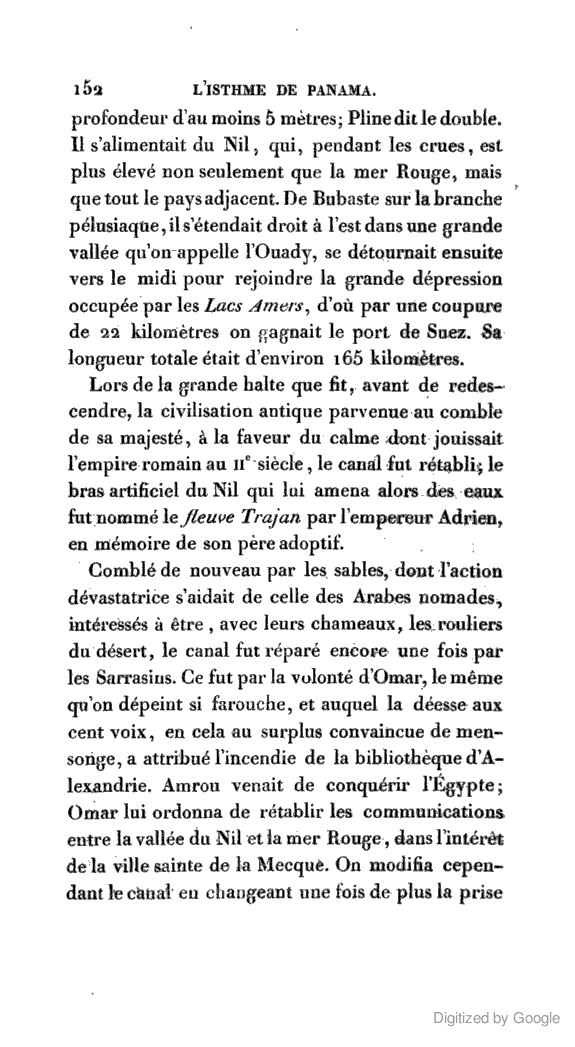 152 L'ISTHME DE PANAMA.
profondeur d'au moins 5 mètres; Pline dit le double.
Il s'alimentait du Nil, qui, pendant les crues, est
plus élevé non seulement que la mer Rouge, mais
que tout le pays adjacent. De Bubaste sur la branche
pélusiaque, il s'étendait droit à l'est dans une grande
vallée qu'on appelle l'Ouady, se détournait ensuite
vers le midi pour rejoindre la grande dépression
occupée par les Lacs Amers, d'où par une coupure
de 22 kilomètres on gagnait le port de Suez. Sa
longueur totale était d'environ 165 kilomètres.
Lors de la grande halte que fit, avant de redes-
cendre, la civilisation antique parvenue au comble
de sa majesté, à la faveur du calme dont jouissait
l'empire romain au IIe siècle, le canal fut rétabli; le
bras artificiel du Nil qui lui amena alors des eaux
fut nommé le fleuve Trajan par l'empereur Adrien,
en mémoire de son père adoptif.
Comblé de nouveau par les sables, dont l'action
dévastatrice s'aidait de celle des Arabes nomades,
intéressés à être, avec leurs chameaux, les rouliers
du désert, le canal fut réparé encore une fois par
les Sarrasins. Ce fut par la volonté d'Omar, le même
qu'on dépeint si farouche, et auquel la déesse aux
cent voix, en cela au surplus convaincue de men-
songe, a attribué l'incendie de la bibliothèque d'A-
lexandrie. Amrou venait de conquérir l'Égypte;
Omar lui ordonna de rétablir les communications
entre la vallée du Nil et la mer Rouge, dans l'intérêt
de la ville sainte de la Mecque. On modifia cepen-
dant le canal en changeant une fois de plus la prise
Digitized by Google